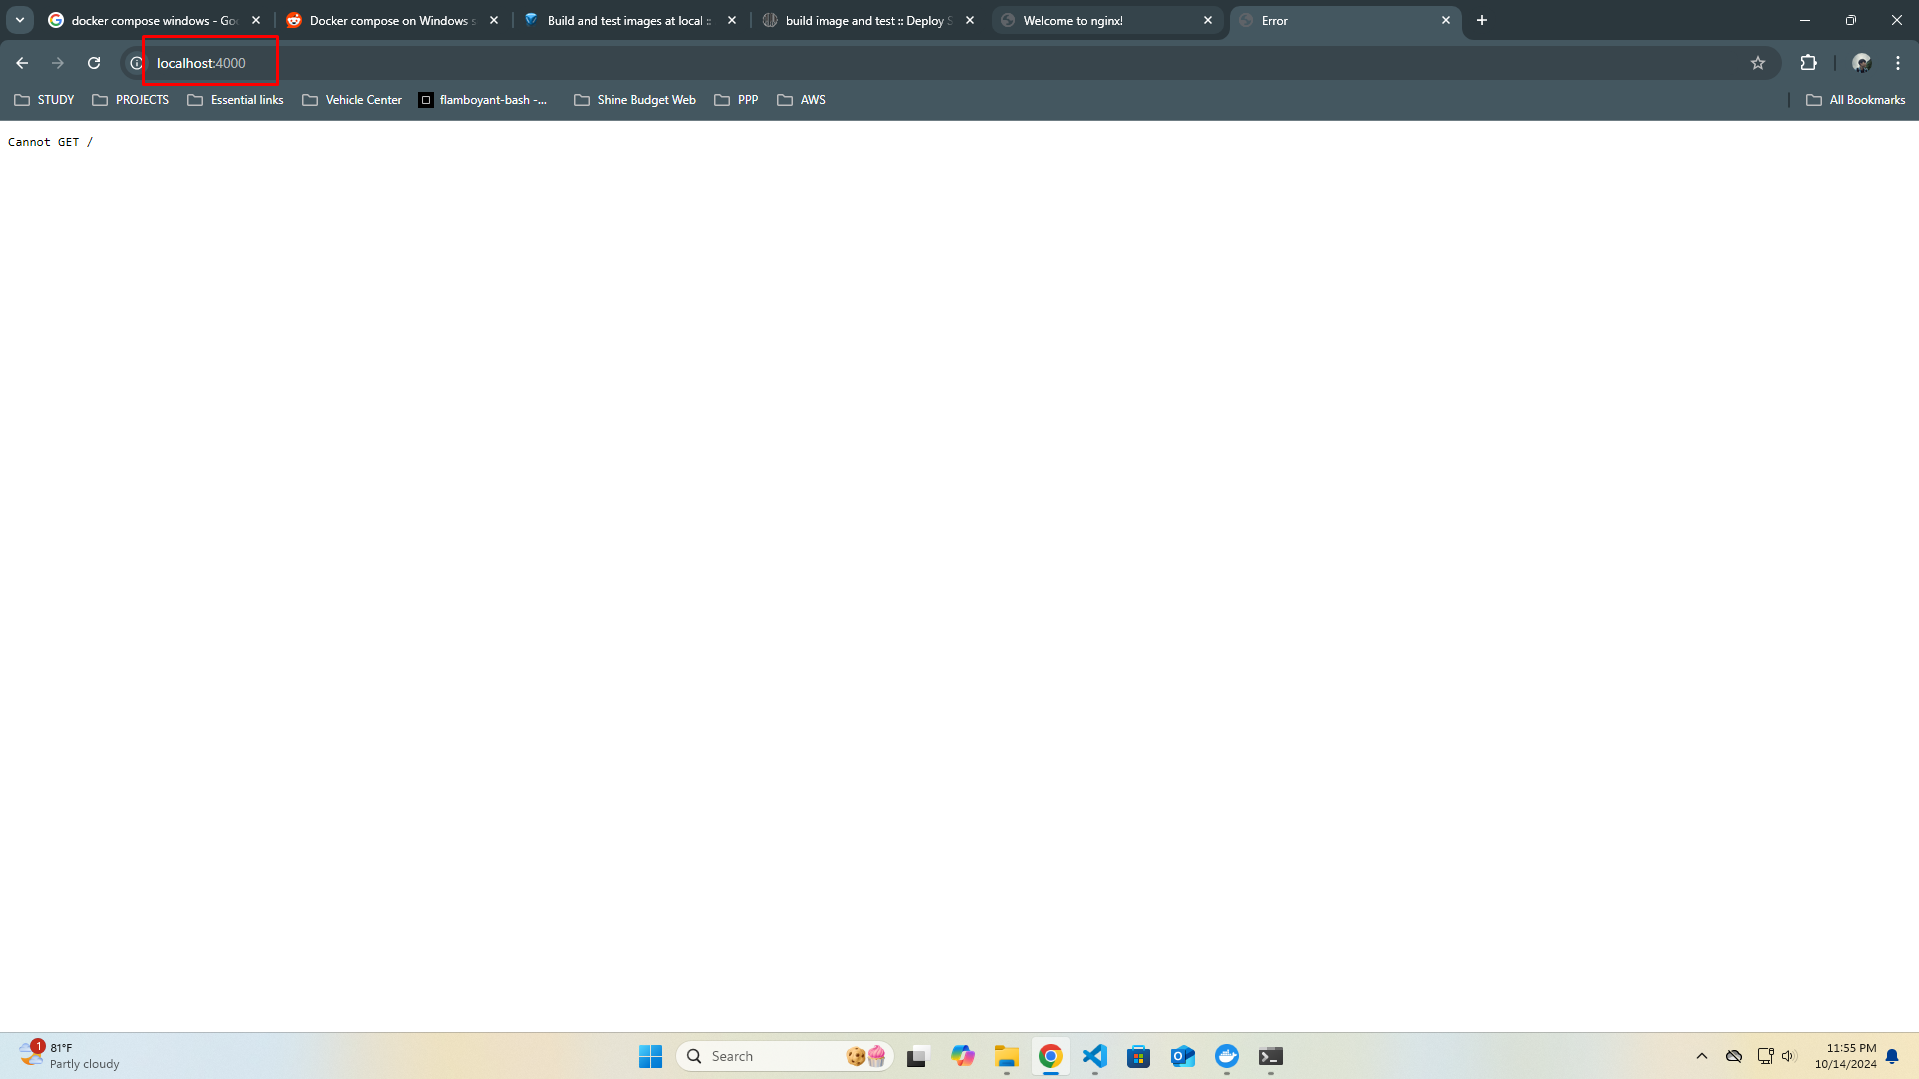 docker compose windows - Goo
Docker compose on Windows s
Build and test images at local ::
build image and test :: Deploy S
Welcome to nginx!
Error
localhost:4000
STUDY
PROJECTS
Essential links
Vehicle Center
flamboyant-bash -...
Shine Budget Web
PPP
AWS
All Bookmarks
Cannot GET /
1
81°F
Partly cloudy
Search
11:55 PM
10/14/2024